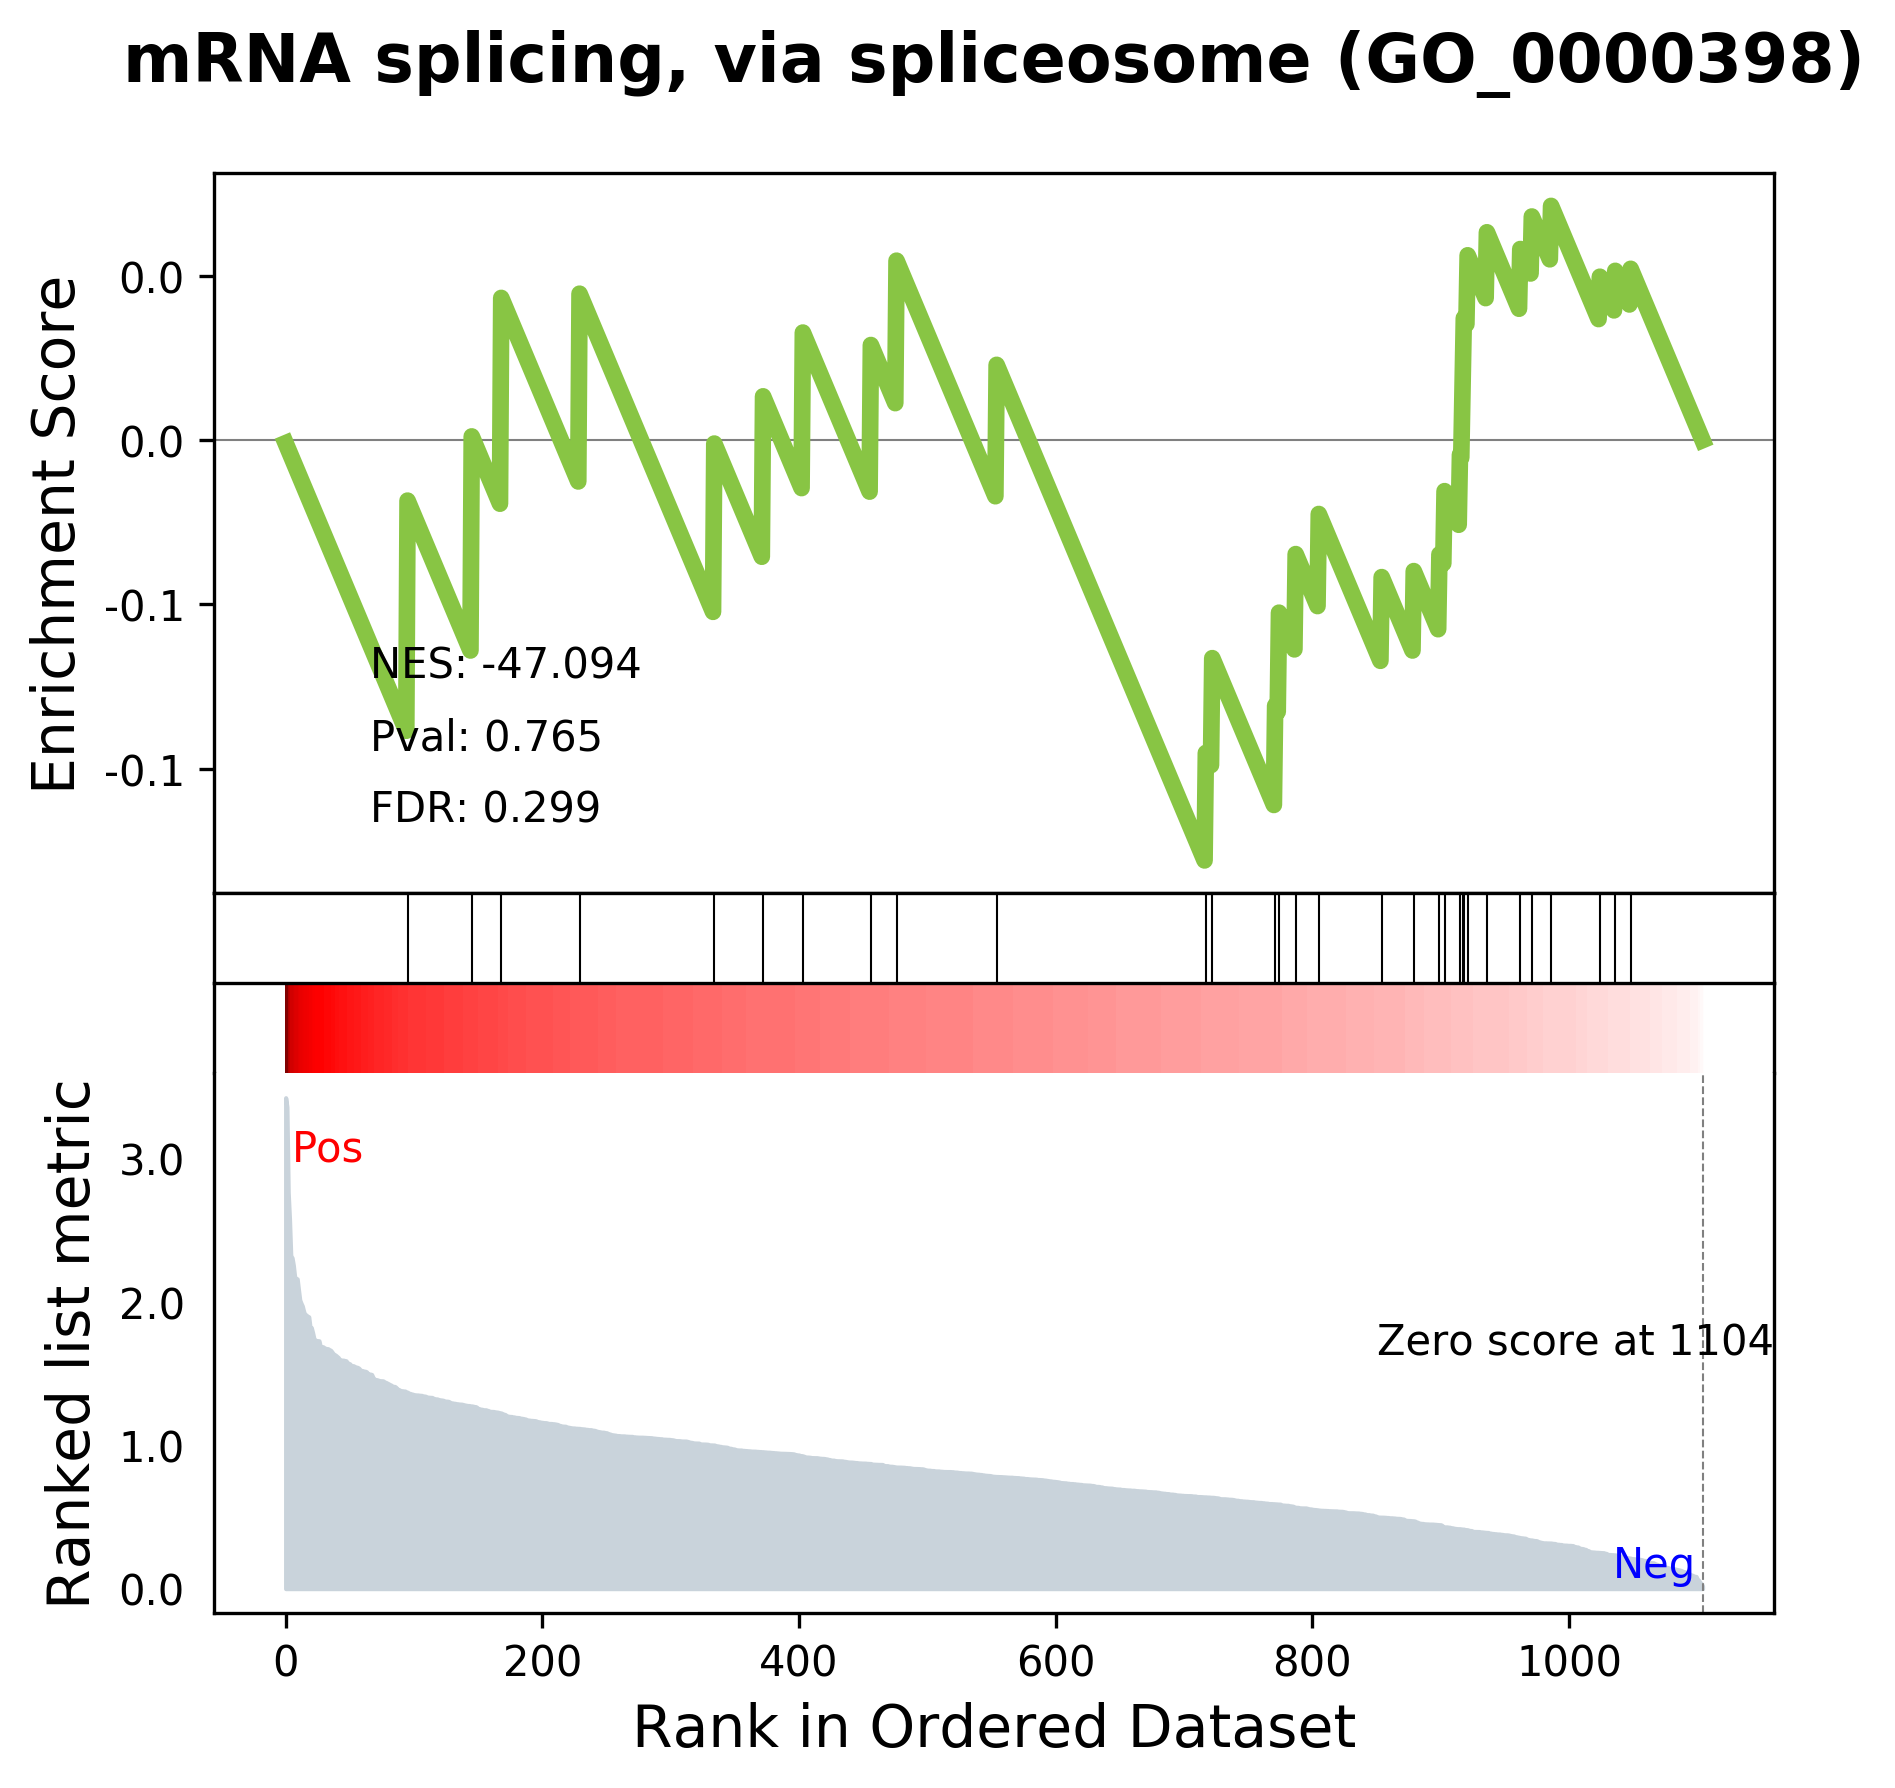 mRNA splicing, via spliceosome (GO_0000398)
Enrichment Score
0.0
0.0
-0.1
-0.1
NES: -47.094
Pval: 0.765
FDR: 0.299
Ranked list metric
3.0
2.0
1.0
0.0
Pos
Zero score at 1104
Neg
0 200 400 600 800 1000
Rank in Ordered Dataset